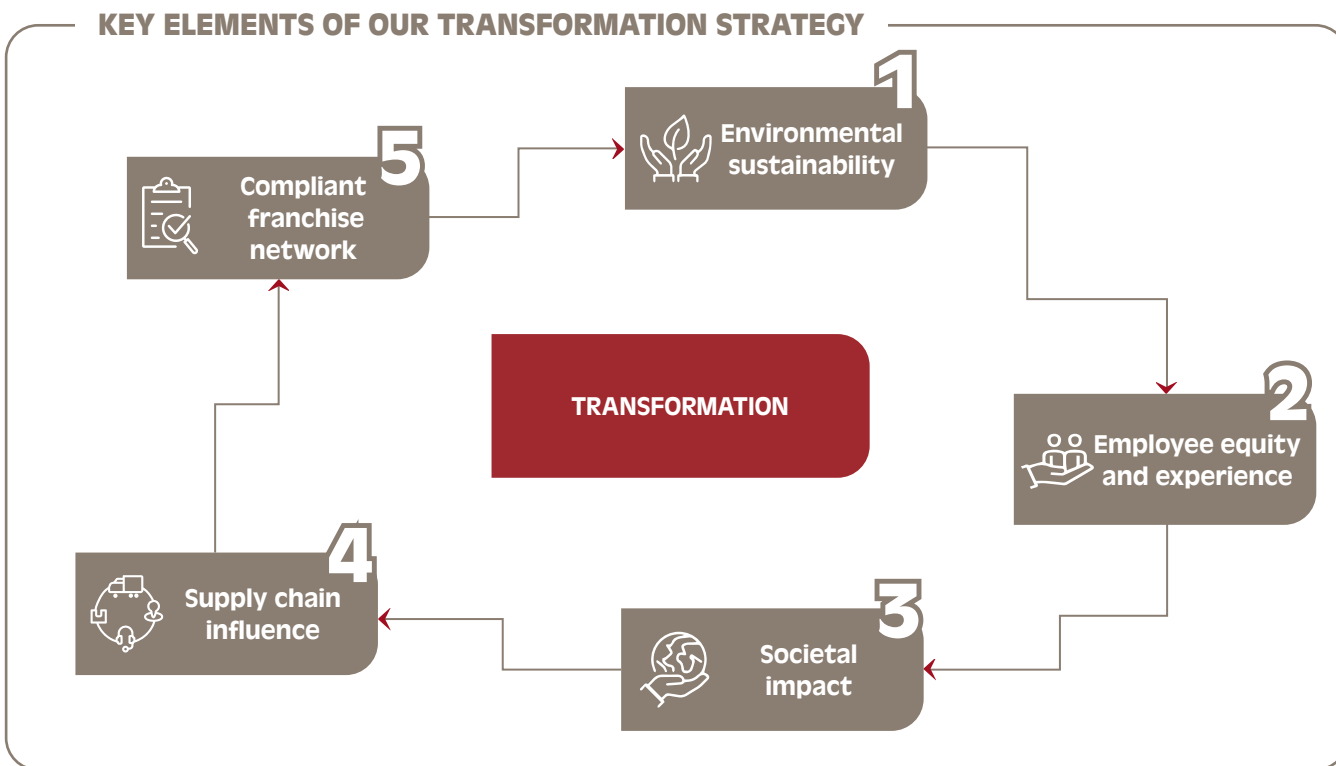 KEY ELEMENTS OF OUR TRANSFORMATION STRATEGY
1
Environmental
sustainability
2
Employee equity
and experience
3
Societal
impact
4
Supply chain
influence
5
Compliant
franchise
network
TRANSFORMATION